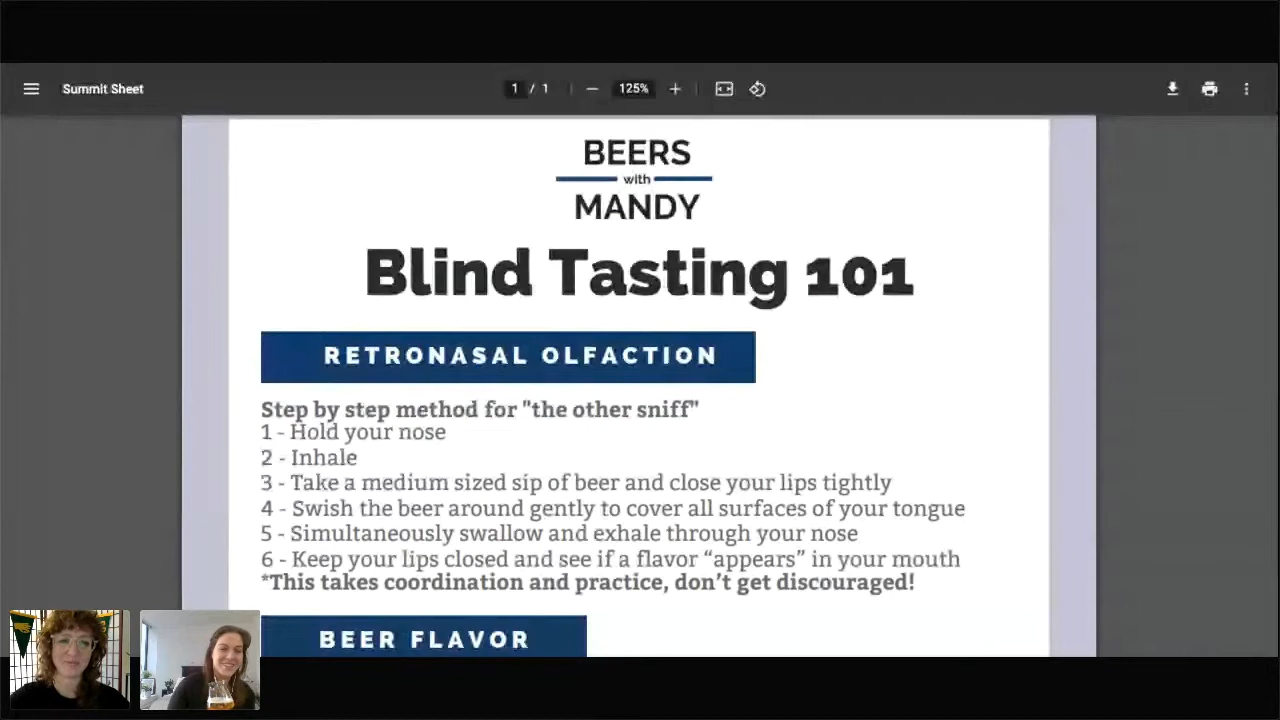 Summit Sheet
1 / 1
125%
BEERS
with
MANDY
Blind Tasting 101
RETRONASAL OLFACTION
Step by step method for "the other sniff"
1 - Hold your nose
2 - Inhale
3 - Take a medium sized sip of beer and close your lips tightly
4 - Swish the beer around gently to cover all surfaces of your tongue
5 - Simultaneously swallow and exhale through your nose
6 - Keep your lips closed and see if a flavor “appears” in your mouth
*This takes coordination and practice, don’t get discouraged!
BEER FLAVOR